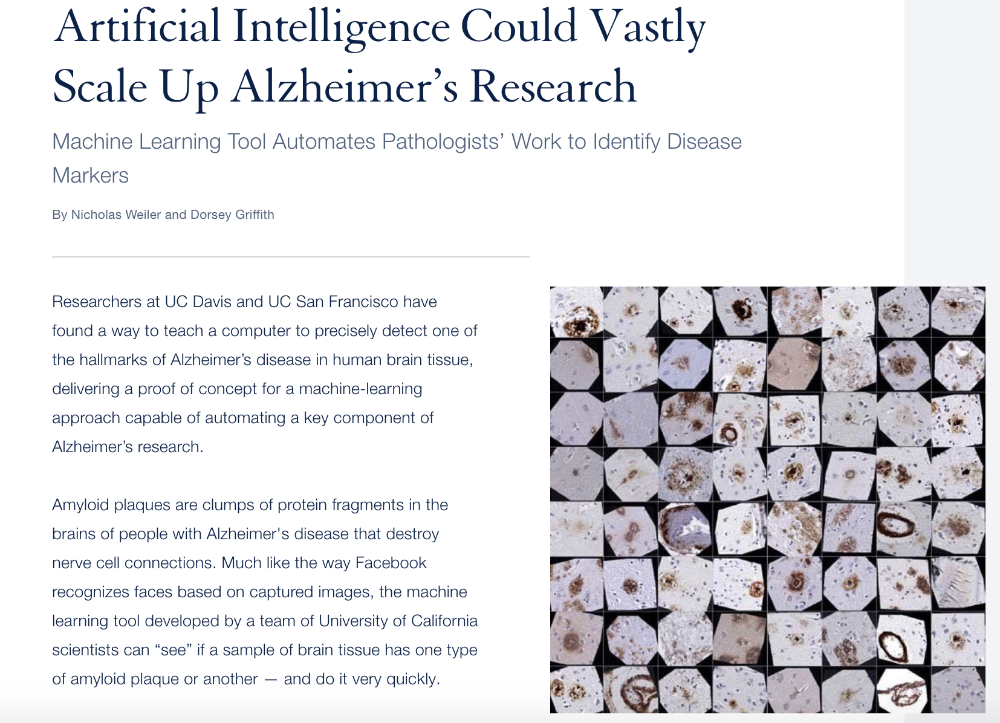 Artificial Intelligence Could Vastly
Scale Up Alzheimer’s Research
Machine Learning Tool Automates Pathologists’ Work to Identify Disease
Markers
By Nicholas Weiler and Dorsey Griffith
Researchers at UC Davis and UC San Francisco have
found a way to teach a computer to precisely detect one of
the hallmarks of Alzheimer’s disease in human brain tissue,
delivering a proof of concept for a machine-learning
approach capable of automating a key component of
Alzheimer’s research.
Amyloid plaques are clumps of protein fragments in the
brains of people with Alzheimer's disease that destroy
nerve cell connections. Much like the way Facebook
recognizes faces based on captured images, the machine
learning tool developed by a team of University of California
scientists can “see” if a sample of brain tissue has one type
of amyloid plaque or another — and do it very quickly.